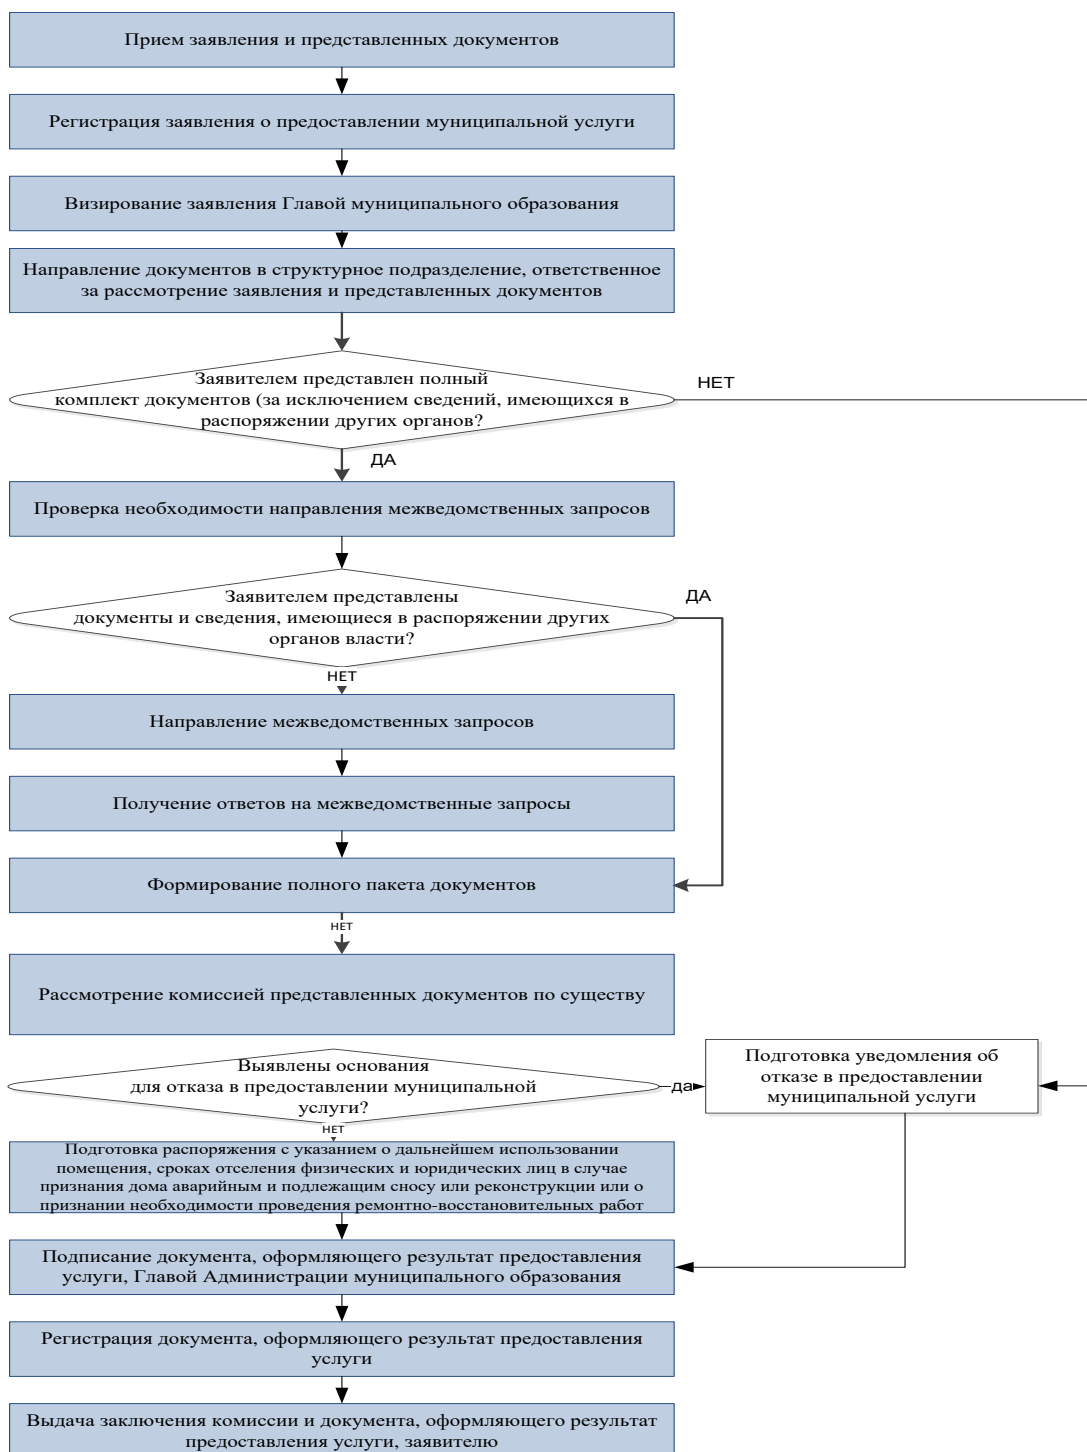 Прием заявления и представленных документов
Регистрация заявления о предоставлении муниципальной услуги
Визирование заявления Главой муниципального образования
Направление документов в структурное подразделение, ответственное
за рассмотрение заявления и представленных документов
Заявителем представлен полный
комплект документов (за исключением сведений, имеющихся в
распоряжении других органов?
НЕТ
ДА
Проверка необходимости направления межведомственных запросов
Заявителем представлены
документы и сведения, имеющиеся в распоряжении других
органов власти?
ДА
НЕТ
Направление межведомственных запросов
Получение ответов на межведомственные запросы
Формирование полного пакета документов
НЕТ
Рассмотрение комиссией представленных документов по существу
Выявлены основания
для отказа в предоставлении муниципальной
услуги?
да
Подготовка уведомления об
отказе в предоставлении
муниципальной услуги
НЕТ
Подготовка распоряжения с указанием о дальнейшем использовании
помещения, сроках отселения физических и юридических лиц в случае
признания дома аварийным и подлежащим сносу или реконструкции или о
признании необходимости проведения ремонтно-восстановительных работ
Подписание документа, оформляющего результат предоставления
услуги, Главой Администрации муниципального образования
Регистрация документа, оформляющего результат предоставления
услуги
Выдача заключения комиссии и документа, оформляющего результат
предоставления услуги, заявителю